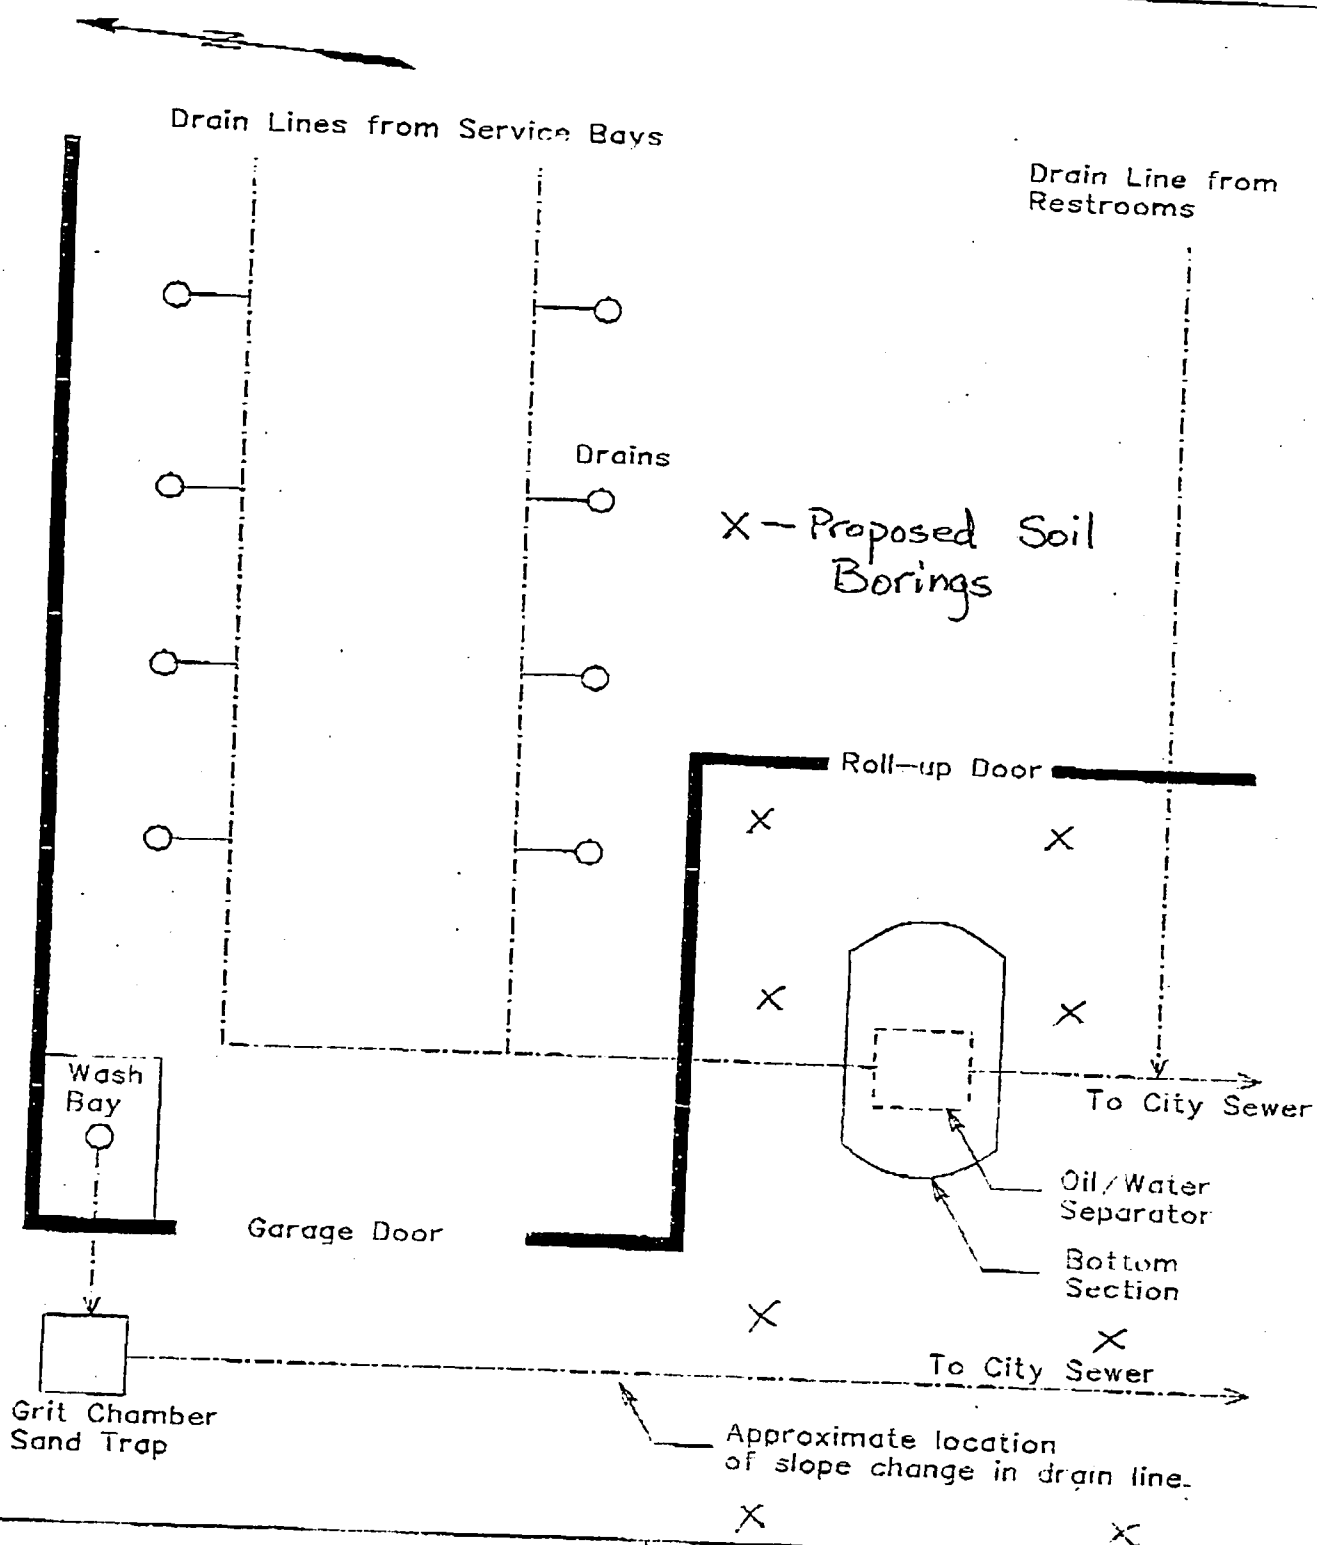 N
Drain Lines from Service Bays
Drain Line from
Restrooms
Drains
X - Proposed Soil
Borings
Roll-up Door
X
X
X
X
Wash
Bay
To City Sewer
Oil/Water
Separator
Garage Door
Bottom
Section
X
X
To City Sewer
Grit Chamber
Sand Trap
Approximate location
of slope change in drain line.
X
X